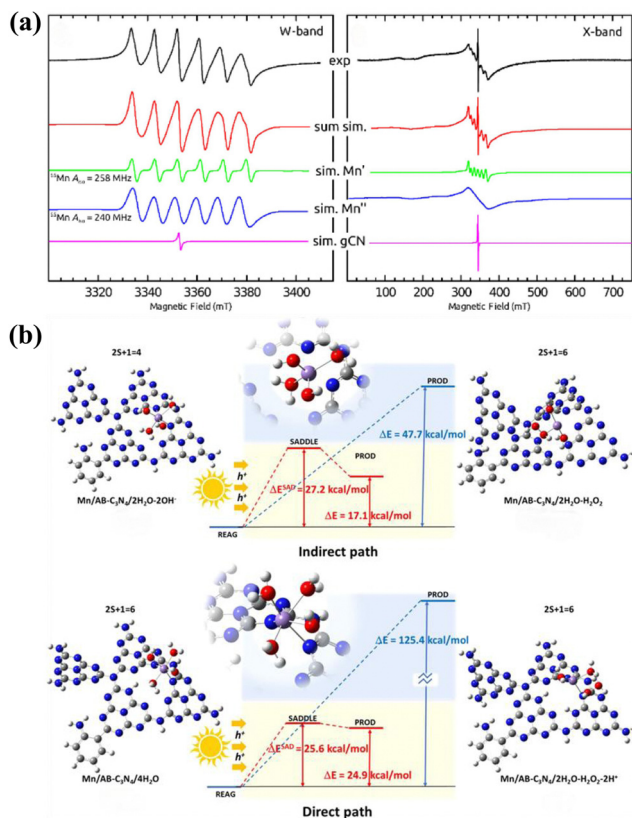 (a)
W-band
X-band
exp
sum sim.
sim. Mn'
⁵⁵Mn Aiso = 258 MHz
sim. Mn''
⁵⁵Mn Aiso = 240 MHz
sim. gCN
3320 3340 3360 3380 3400
100 200 300 400 500 600 700
Magnetic Field (mT)
Magnetic Field (mT)
(b)
2S+1=4
2S+1=6
PROD
SADDLE
PROD
ΔE = 47.7 kcal/mol
h⁺
h⁺
ΔE^SAD = 27.2 kcal/mol
ΔE = 17.1 kcal/mol
Mn/AB-C₃N₄/2H₂O-2OH⁻
Mn/AB-C₃N₄/2H₂O-H₂O₂
REAG
Indirect path
2S+1=6
2S+1=6
PROD
ΔE = 125.4 kcal/mol
SADDLE
PROD
h⁺
h⁺
ΔE^SAD = 25.6 kcal/mol
ΔE = 24.9 kcal/mol
Mn/AB-C₃N₄/4H₂O
Mn/AB-C₃N₄/2H₂O-H₂O₂-2H⁺
REAG
Direct path